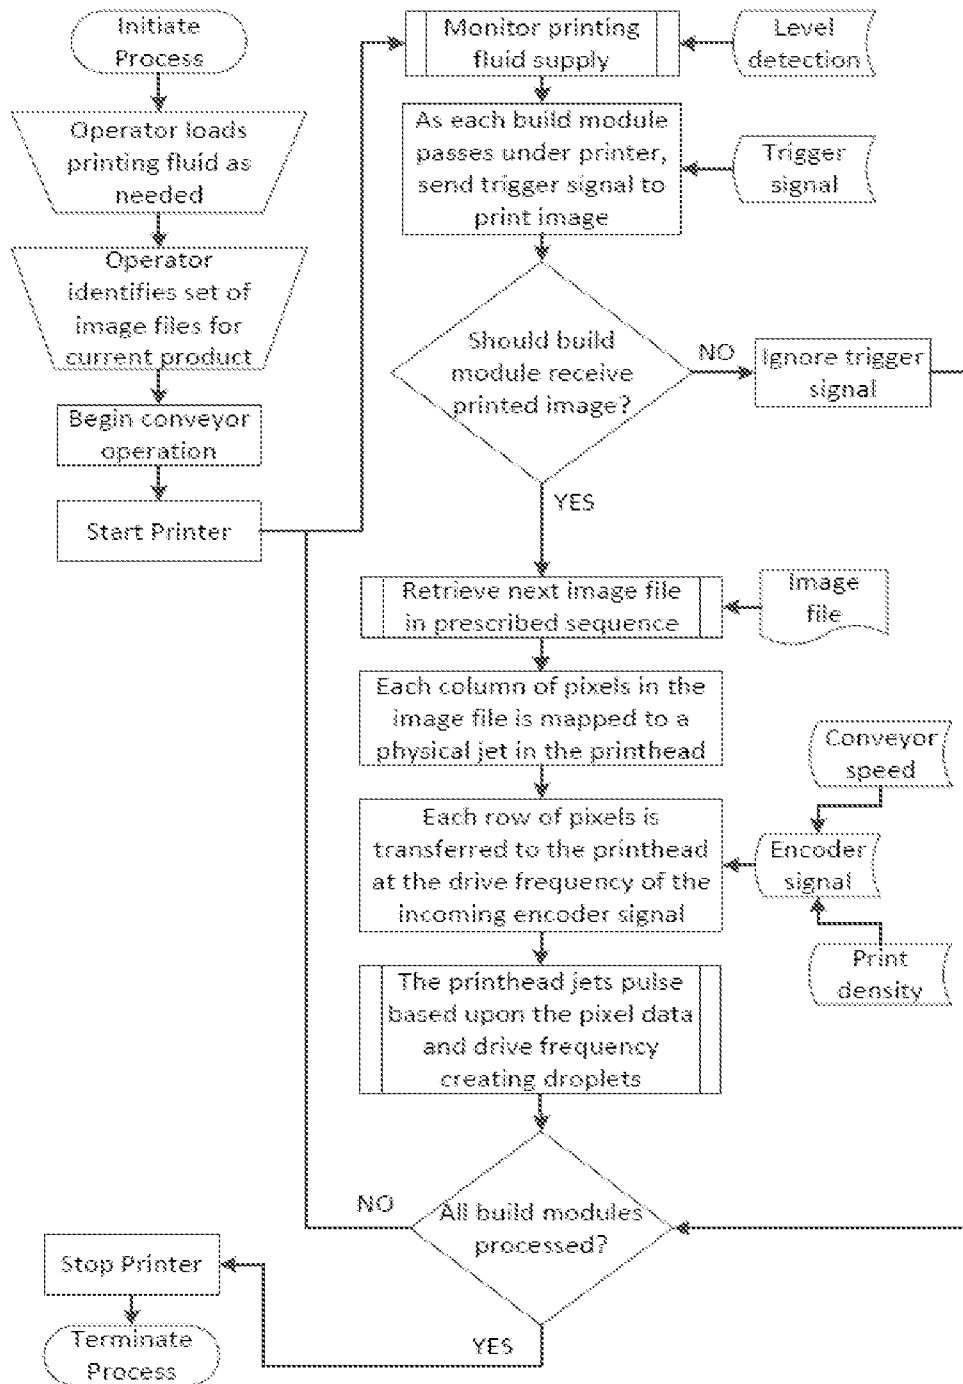 Initiate
Process
Operator loads
printing fluid as
needed
Operator
identifies set of
image files for
current product
Begin conveyor
operation
Start Printer
Monitor printing
fluid supply
Level
detection
As each build module
passes under printer,
send trigger signal to
print image
Trigger
signal
Should build
module receive
printed image?
NO
Ignore trigger
signal
YES
Retrieve next image file
in prescribed sequence
Image
file
Each column of pixels in the
image file is mapped to a
physical jet in the printhead
Conveyor
speed
Each row of pixels is
transferred to the printhead
at the drive frequency of the
incoming encoder signal
Encoder
signal
Print
density
The printhead jets pulse
based upon the pixel data
and drive frequency
creating droplets
NO
All build modules
processed?
YES
Stop Printer
Terminate
Process